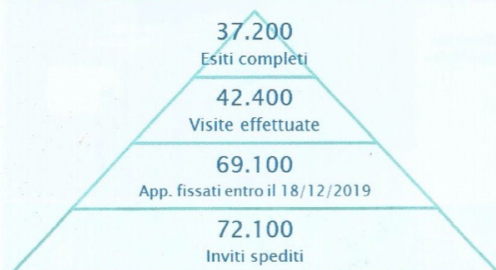 37.200
Esiti completi
42.400
Visite effettuate
69.100
App. fissati entro il 18/12/2019
72.100
Inviti spediti